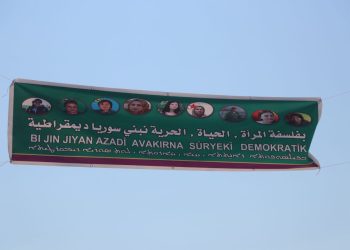 بفلسفة المرأة ، الحياة ، الحرية نبني سوريا ديمقراطية
BI JIN JIYAN AZADÎ AVAKIRNA SÛRYEKÎ DEMOKRATÎK